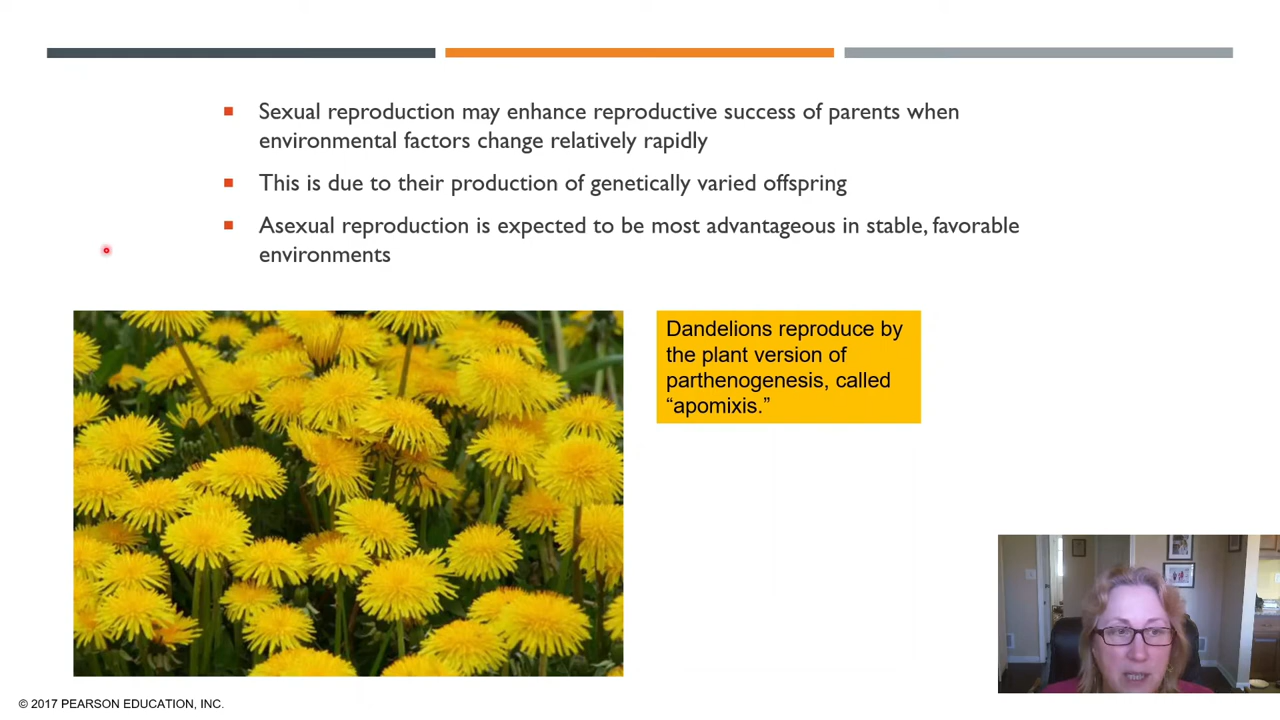 Sexual reproduction may enhance reproductive success of parents when
environmental factors change relatively rapidly
This is due to their production of genetically varied offspring
Asexual reproduction is expected to be most advantageous in stable, favorable
environments
Dandelions reproduce by
the plant version of
parthenogenesis, called
“apomixis.”
© 2017 PEARSON EDUCATION, INC.